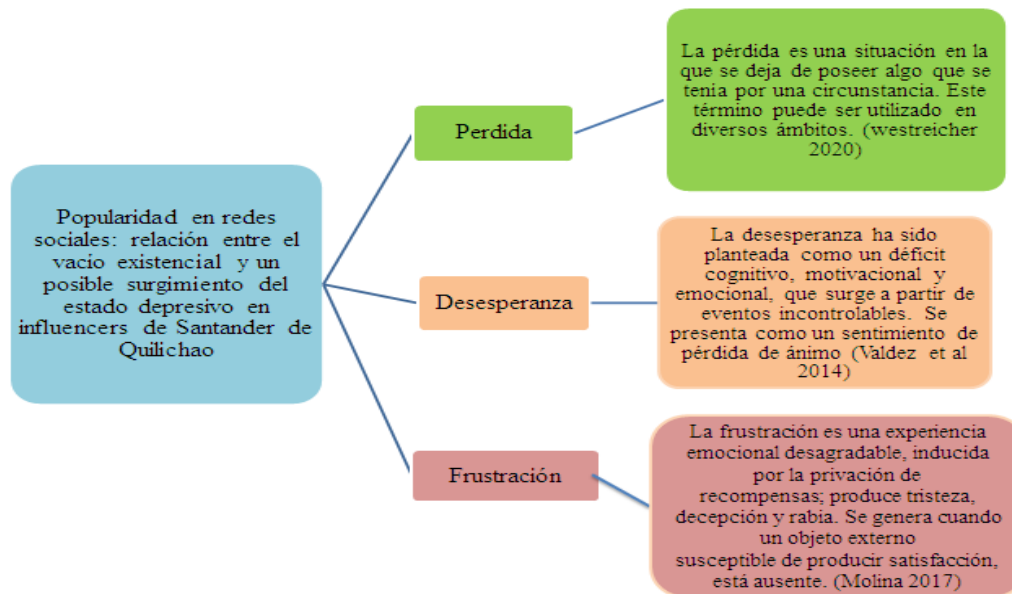 Popularidad en redes
sociales: relación entre el
vacío existencial y un
posible surgimiento del
estado depresivo en
influencers de Santander de
Quilichao
Perdida
La pérdida es una situación en la
que se deja de poseer algo que se
tenía por una circunstancia. Este
término puede ser utilizado en
diversos ámbitos. (westreicher
2020)
Desesperanza
La desesperanza ha sido
planteada como un déficit
cognitivo, motivacional y
emocional, que surge a partir de
eventos incontrolables. Se
presenta como un sentimiento de
pérdida de ánimo (Valdez et al
2014)
Frustración
La frustración es una experiencia
emocional desagradable, inducida
por la privación de
recompensas; produce tristeza,
decepción y rabia. Se genera cuando
un objeto externo
susceptible de producir satisfacción,
está ausente. (Molina 2017)